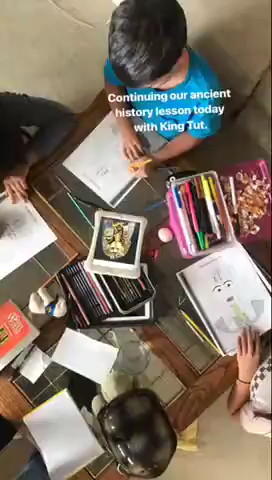 Continuing our ancient
history lesson today
with King Tut.